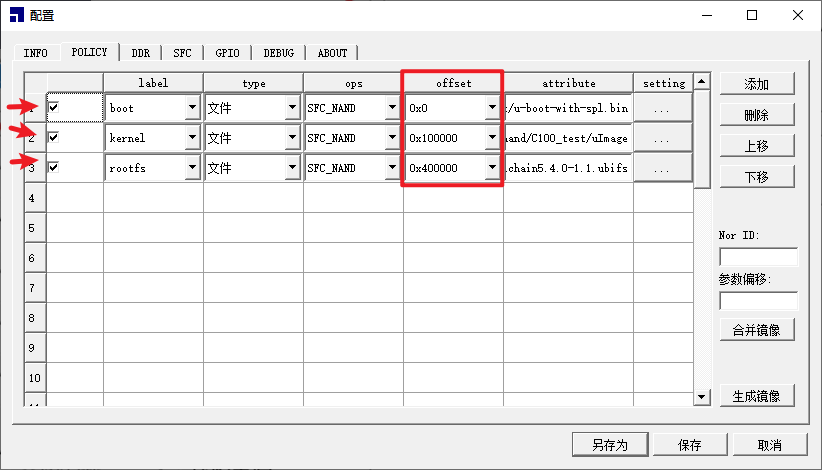 配置
INFO POLICY DDR SFC GPIO DEBUG ABOUT
label type ops offset attribute setting
1 boot 文件 SFC_NAND 0x0 :/u-boot-with-spl.bin ...
2 kernel 文件 SFC_NAND 0x100000 and/C100_test/uImage ...
3 rootfs 文件 SFC_NAND 0x400000 .chain5.4.0-1.1.ubifs ...
4
5
6
7
8
9
10
添加
删除
上移
下移
Nor ID:
参数偏移:
合并镜像
生成镜像
另存为 保存 取消